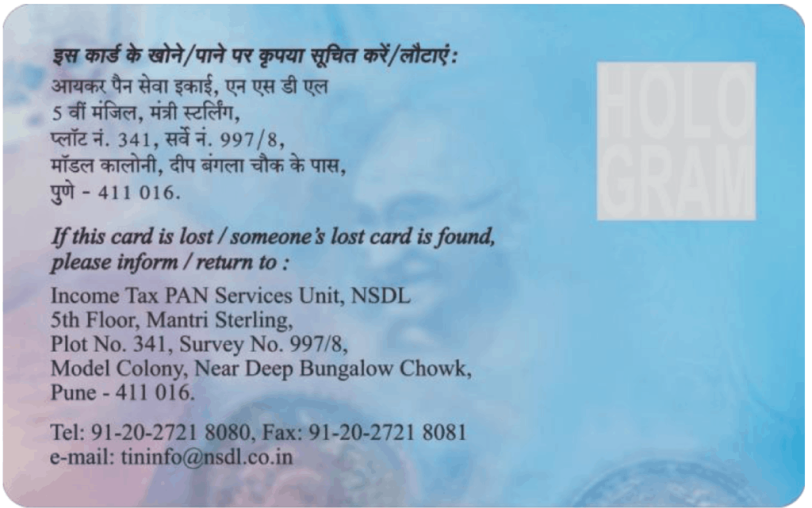 इस कार्ड के खोने/पाने पर कृपया सूचित करें/लौटाएं:
आयकर पैन सेवा इकाई, एन एस डी एल
5 वीं मंजिल, मंत्री स्टर्लिंग,
प्लॉट नं. 341, सर्वे नं. 997/8,
मॉडल कालोनी, दीप बंगला चौक के पास,
पुणे - 411 016.
HOLO
GRAM
If this card is lost / someone's lost card is found,
please inform / return to :
Income Tax PAN Services Unit, NSDL
5th Floor, Mantri Sterling,
Plot No. 341, Survey No. 997/8,
Model Colony, Near Deep Bungalow Chowk,
Pune - 411 016.
Tel: 91-20-2721 8080, Fax: 91-20-2721 8081
e-mail: tininfo@nsdl.co.in